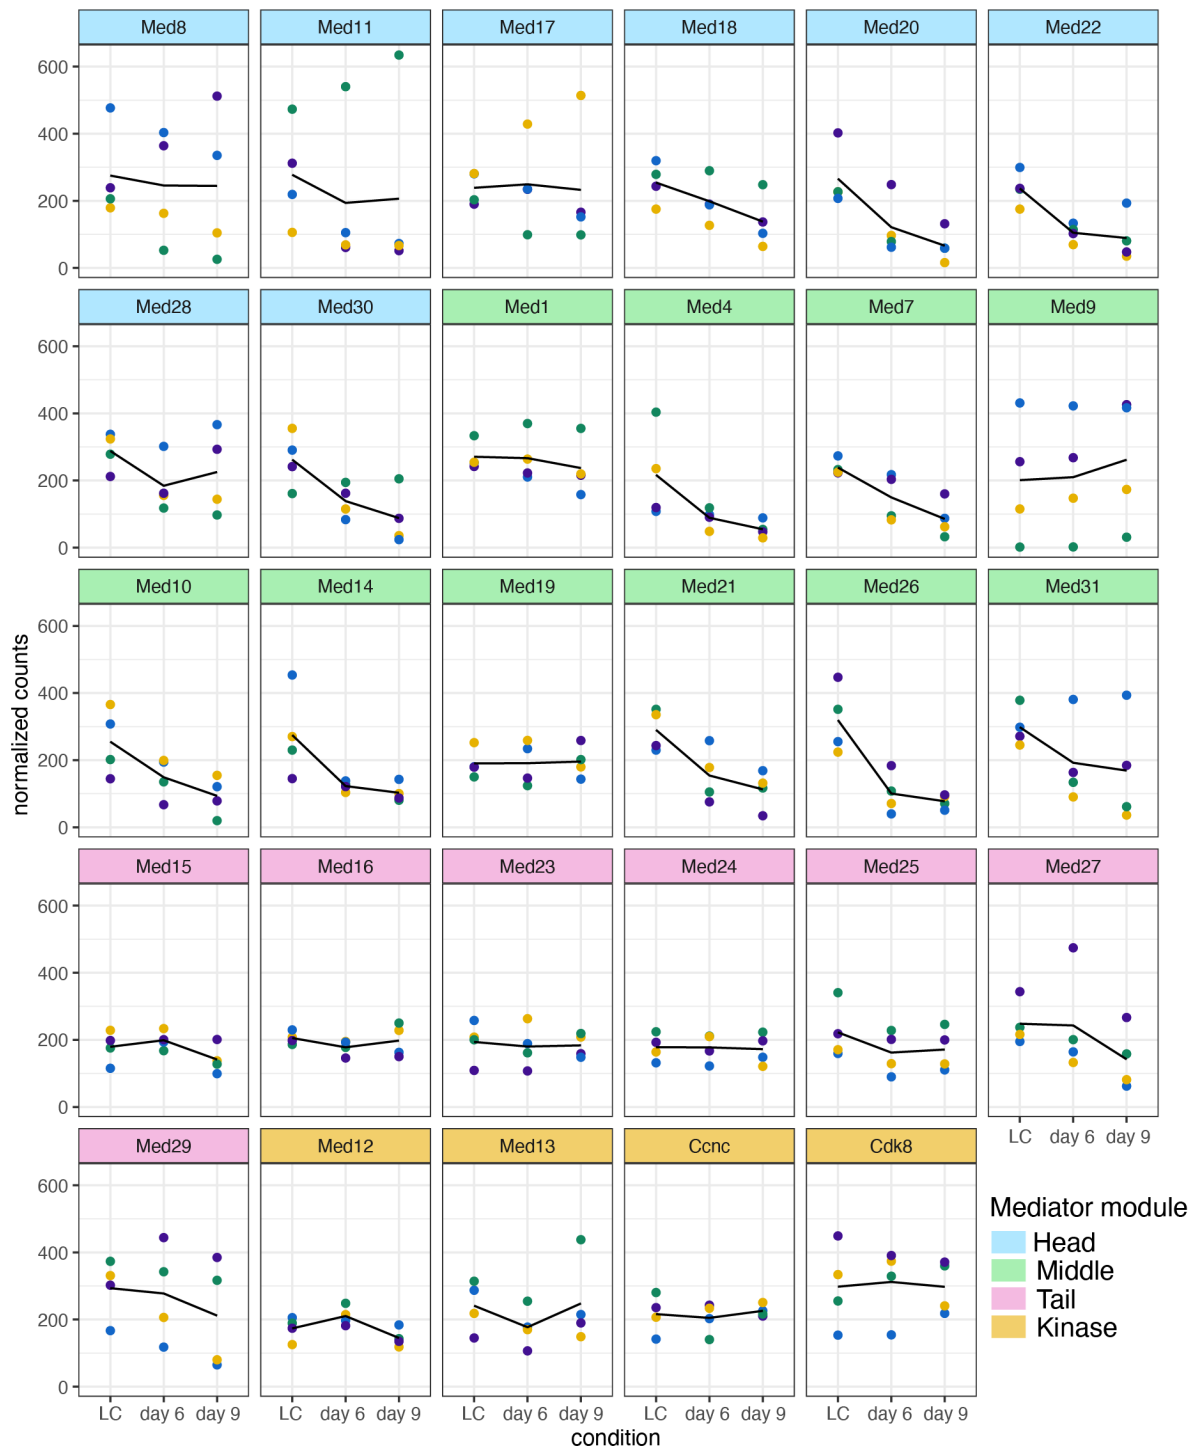 Med8 Med11 Med17 Med18 Med20 Med22
600
400
200
0
Med28 Med30 Med1 Med4 Med7 Med9
600
400
200
0
Med10 Med14 Med19 Med21 Med26 Med31
600
400
200
0
normalized counts
Med15 Med16 Med23 Med24 Med25 Med27
600
400
200
0
LC day 6 day 9
Med29 Med12 Med13 Ccnc Cdk8
600
400
200
0
LC day 6 day 9 LC day 6 day 9 LC day 6 day 9 LC day 6 day 9 LC day 6 day 9
condition
Mediator module
Head
Middle
Tail
Kinase